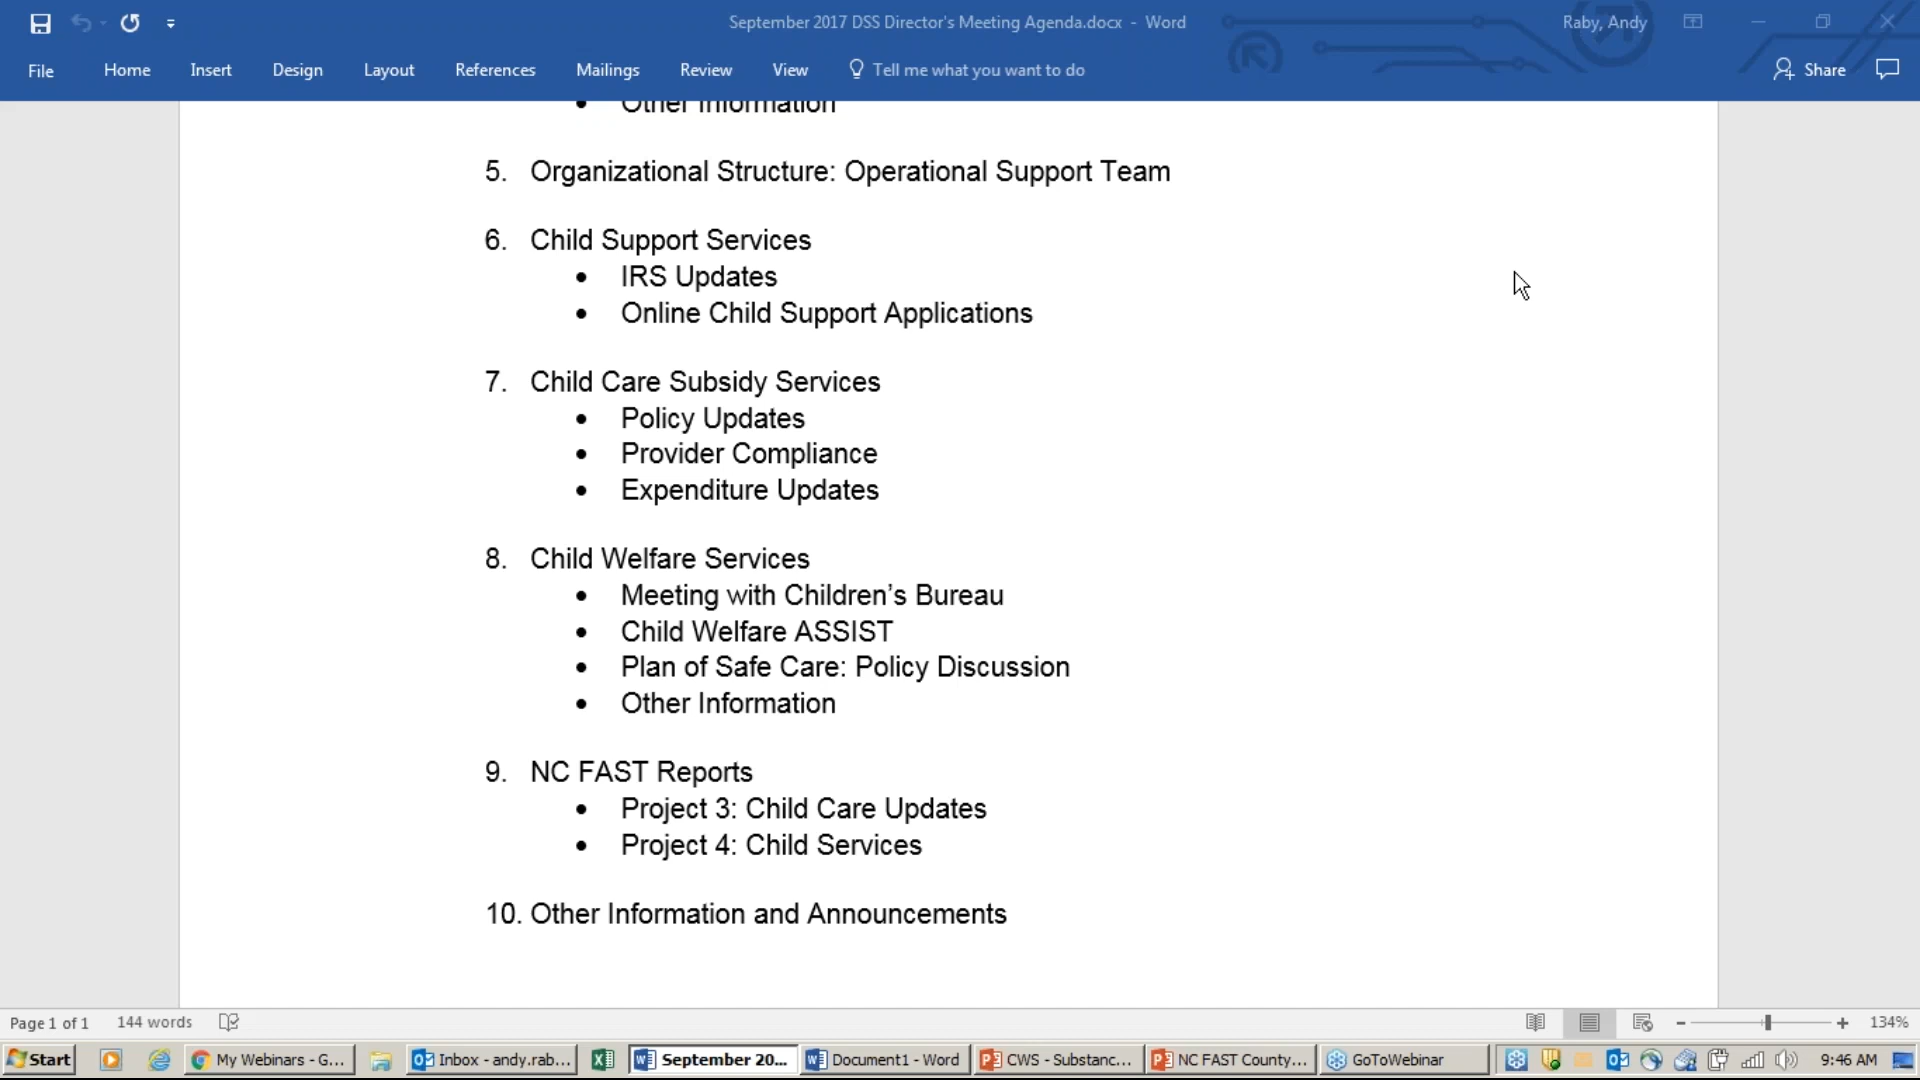 September 2017 DSS Director's Meeting Agenda.docx - Word
Raby, Andy
File Home Insert Design Layout References Mailings Review View Tell me what you want to do Share
• Other Information
5. Organizational Structure: Operational Support Team
6. Child Support Services
• IRS Updates
• Online Child Support Applications
7. Child Care Subsidy Services
• Policy Updates
• Provider Compliance
• Expenditure Updates
8. Child Welfare Services
• Meeting with Children’s Bureau
• Child Welfare ASSIST
• Plan of Safe Care: Policy Discussion
• Other Information
9. NC FAST Reports
• Project 3: Child Care Updates
• Project 4: Child Services
10. Other Information and Announcements
Page 1 of 1 144 words 134%
Start My Webinars - G... Inbox - andy.rab... September 20... Document1 - Word CWS - Substanc... NC FAST County... GoToWebinar 9:46 AM